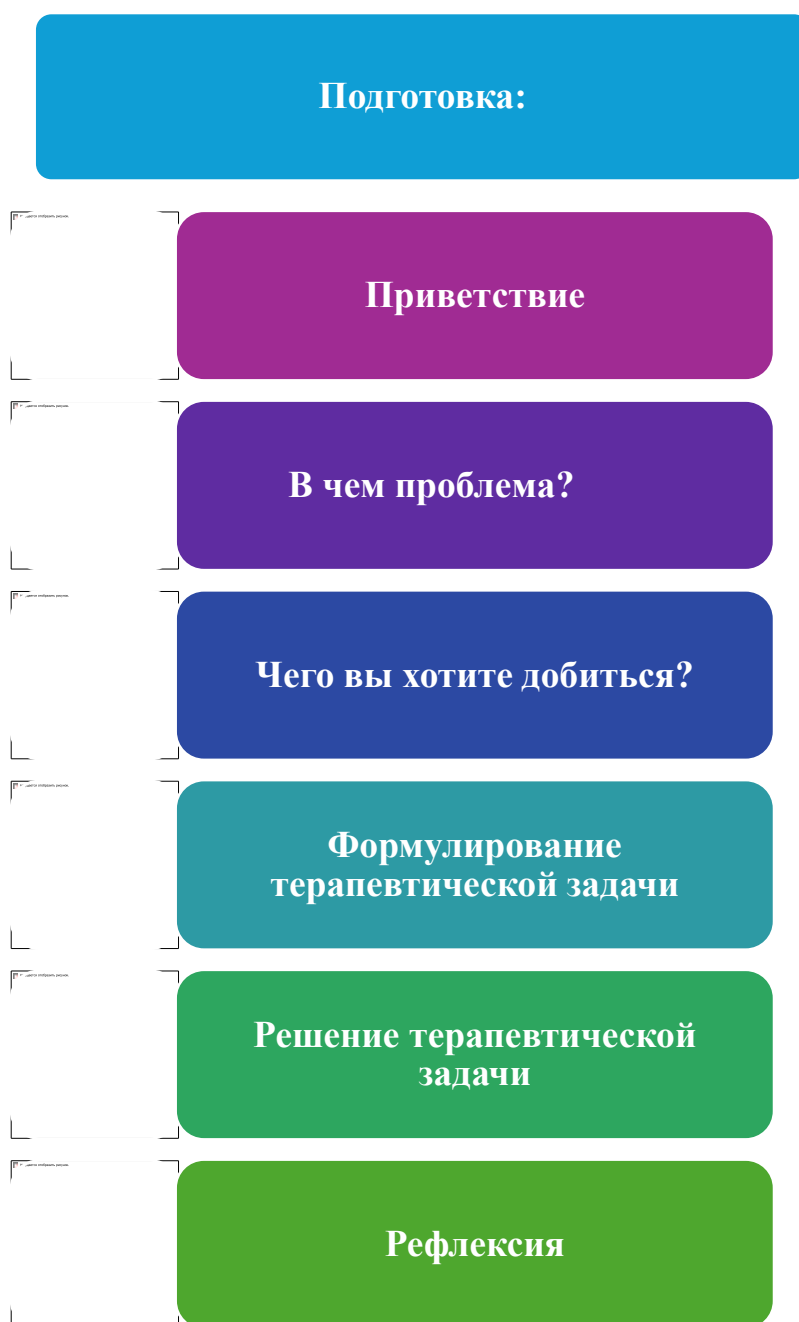 Подготовка:
Приветствие
В чем проблема?
Чего вы хотите добиться?
Формулирование
терапевтической задачи
Решение терапевтической
задачи
Рефлексия